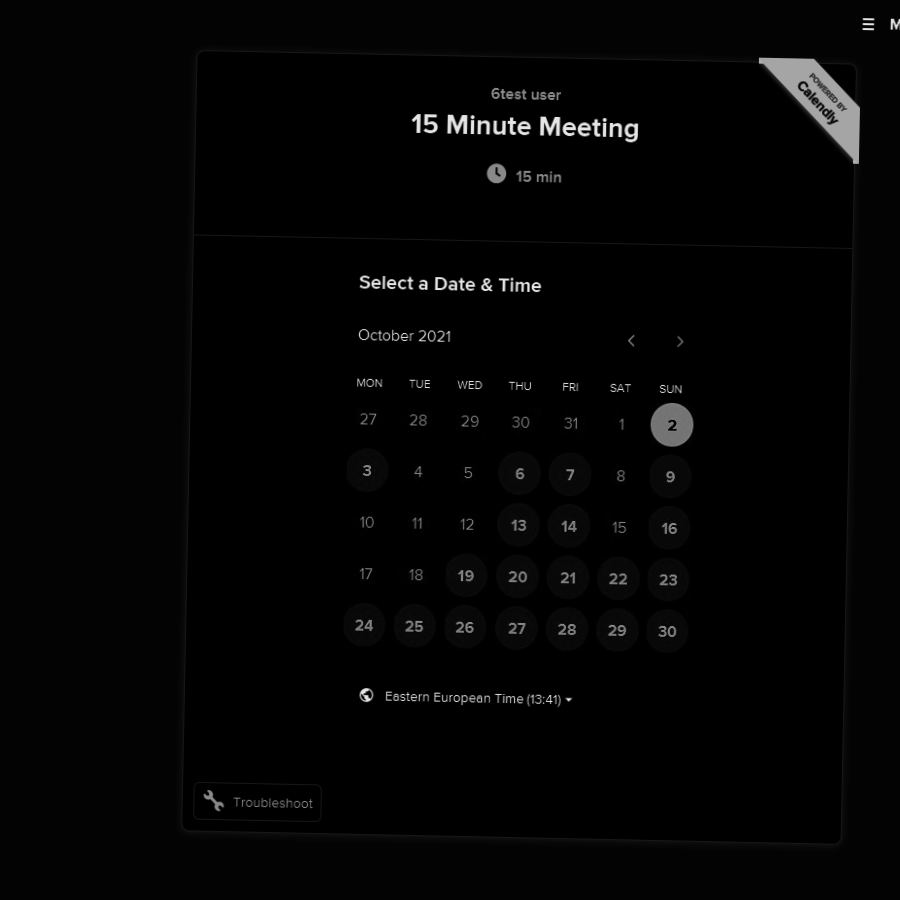 M
POWERED BY
Calendly
6test user
15 Minute Meeting
15 min
Select a Date & Time
October 2021
MON TUE WED THU FRI SAT SUN
27 28 29 30 31 1 2
3 4 5 6 7 8 9
10 11 12 13 14 15 16
17 18 19 20 21 22 23
24 25 26 27 28 29 30
Eastern European Time (13:41)
Troubleshoot